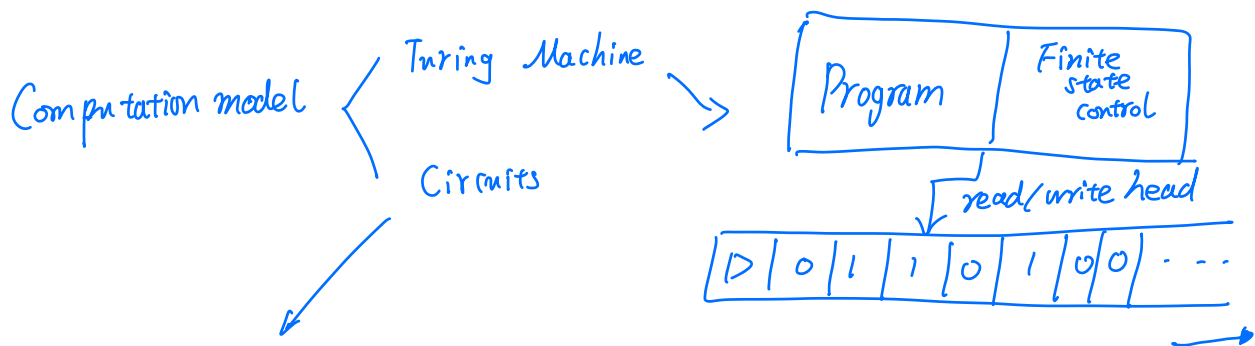 Computation model
Turing Machine
Circuits
Program
Finite
state
control
read/write head
▷ 0 1 1 0 1 0 0 ...